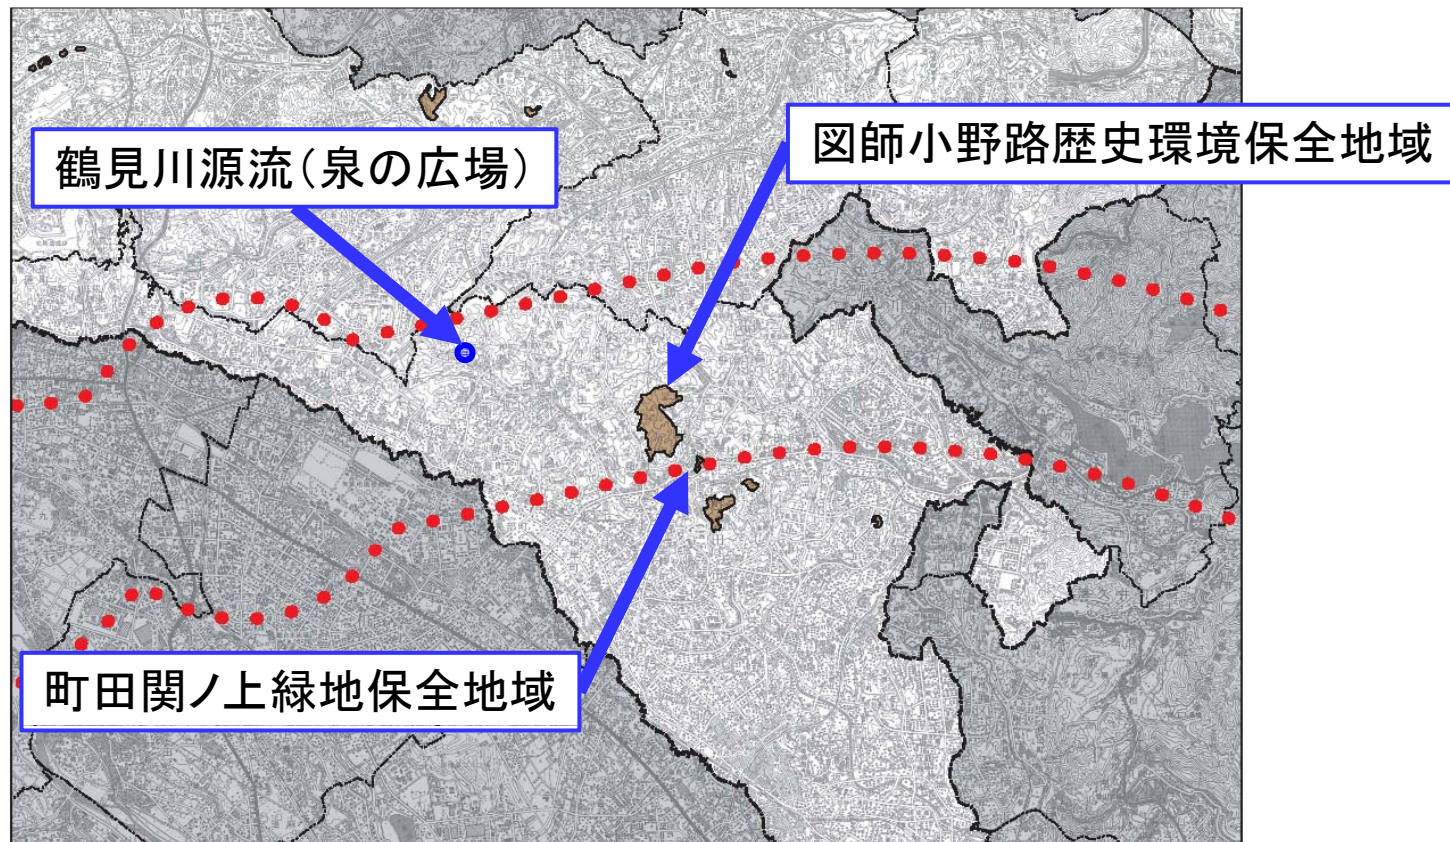 鶴見川源流(泉の広場)
図師小野路歴史環境保全地域
町田関ノ上緑地保全地域